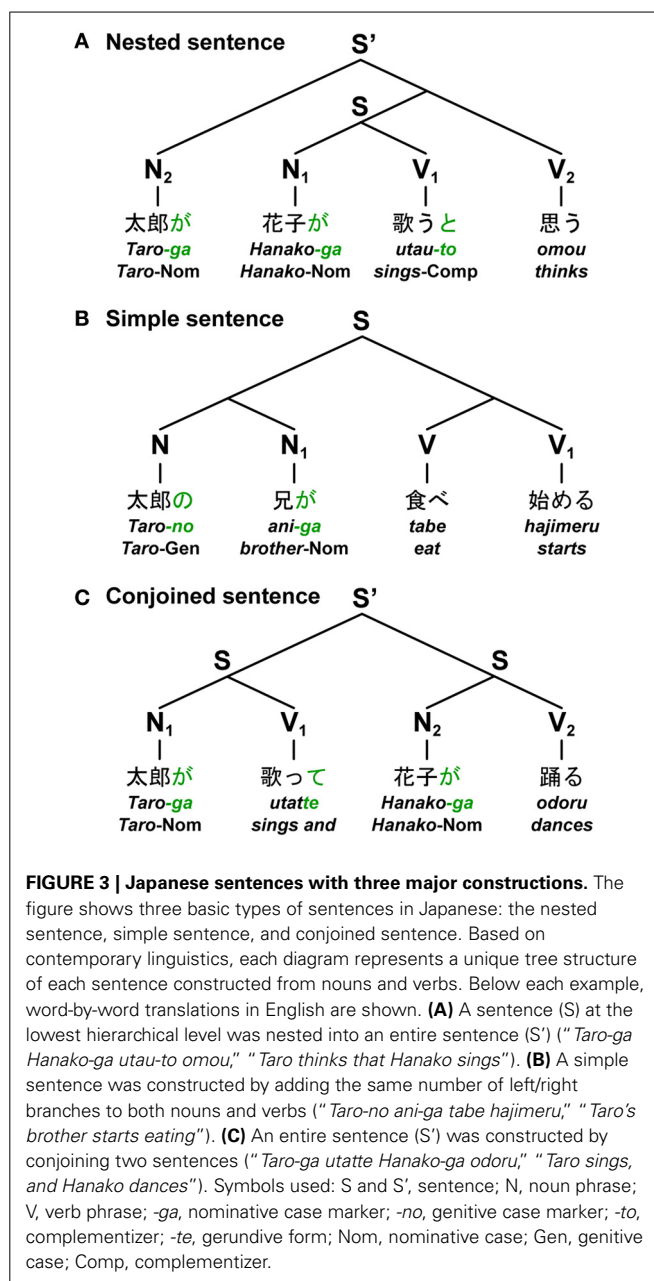 A Nested sentence S’
S
N₂ N₁ V₁ V₂
太郎が 花子が 歌うと 思う
Taro-ga Hanako-ga utau-to omou
Taro-Nom Hanako-Nom sings-Comp thinks
B Simple sentence S
N N₁ V V₁
太郎の 兄が 食べ 始める
Taro-no ani-ga tabe hajimeru
Taro-Gen brother-Nom eat starts
C Conjoined sentence S’
S S
N₁ V₁ N₂ V₂
太郎が 歌って 花子が 踊る
Taro-ga utatte Hanako-ga odoru
Taro-Nom sings and Hanako-Nom dances
FIGURE 3 | Japanese sentences with three major constructions. The
figure shows three basic types of sentences in Japanese: the nested
sentence, simple sentence, and conjoined sentence. Based on
contemporary linguistics, each diagram represents a unique tree structure
of each sentence constructed from nouns and verbs. Below each example,
word-by-word translations in English are shown. (A) A sentence (S) at the
lowest hierarchical level was nested into an entire sentence (S’) (“Taro-ga
Hanako-ga utau-to omou,” “Taro thinks that Hanako sings”). (B) A simple
sentence was constructed by adding the same number of left/right
branches to both nouns and verbs (“Taro-no ani-ga tabe hajimeru,” “Taro’s
brother starts eating”). (C) An entire sentence (S’) was constructed by
conjoining two sentences (“Taro-ga utatte Hanako-ga odoru,” “Taro sings,
and Hanako dances”). Symbols used: S and S’, sentence; N, noun phrase;
V, verb phrase; -ga, nominative case marker; -no, genitive case marker; -to,
complementizer; -te, gerundive form; Nom, nominative case; Gen, genitive
case; Comp, complementizer.